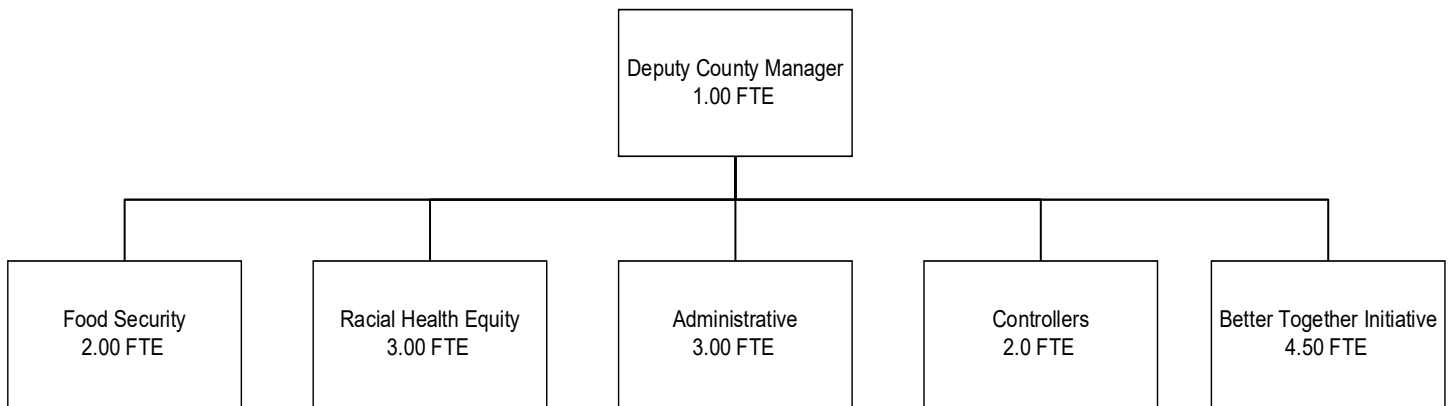 Deputy County Manager
1.00 FTE
Food Security
2.00 FTE
Racial Health Equity
3.00 FTE
Administrative
3.00 FTE
Controllers
2.0 FTE
Better Together Initiative
4.50 FTE